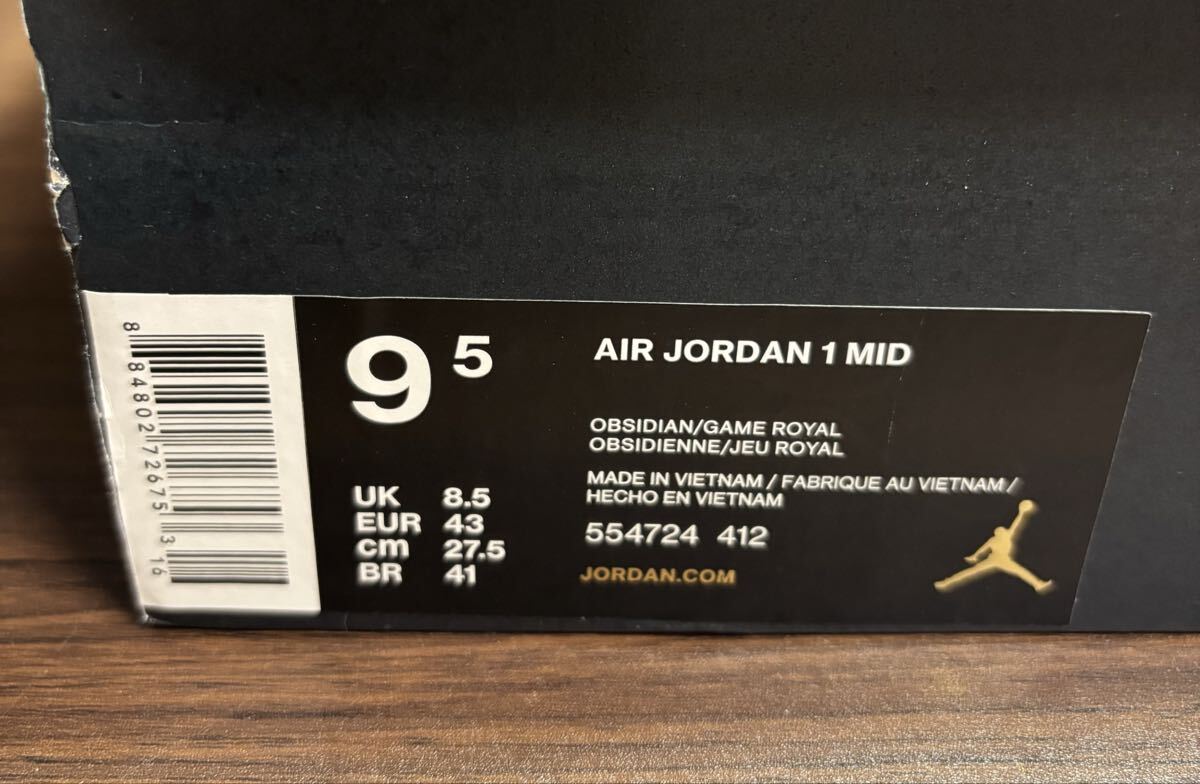 8 84802 72675 3 16
9 5
UK 8.5
EUR 43
cm 27.5
BR 41
AIR JORDAN 1 MID
OBSIDIAN/GAME ROYAL
OBSIDIENNE/JEU ROYAL
MADE IN VIETNAM / FABRIQUE AU VIETNAM /
HECHO EN VIETNAM
554724 412
JORDAN.COM